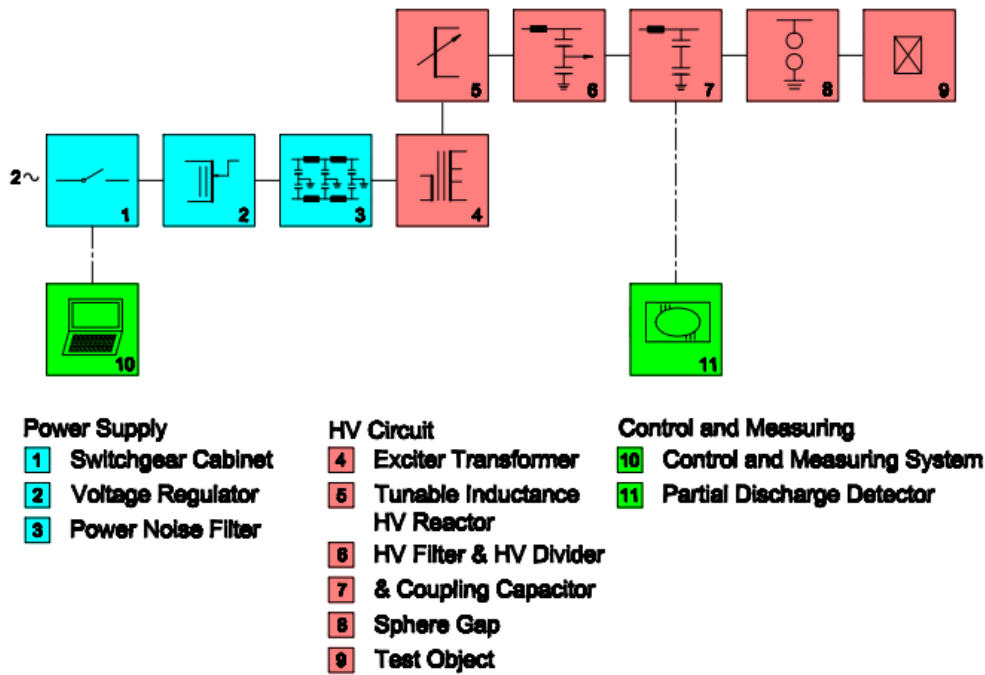 5
6
7
8
9
2~
1
2
3
4
10
11
Power Supply
1 Switchgear Cabinet
2 Voltage Regulator
3 Power Noise Filter
HV Circuit
4 Exciter Transformer
5 Tunable Inductance
HV Reactor
6 HV Filter & HV Divider
7 & Coupling Capacitor
8 Sphere Gap
9 Test Object
Control and Measuring
10 Control and Measuring System
11 Partial Discharge Detector